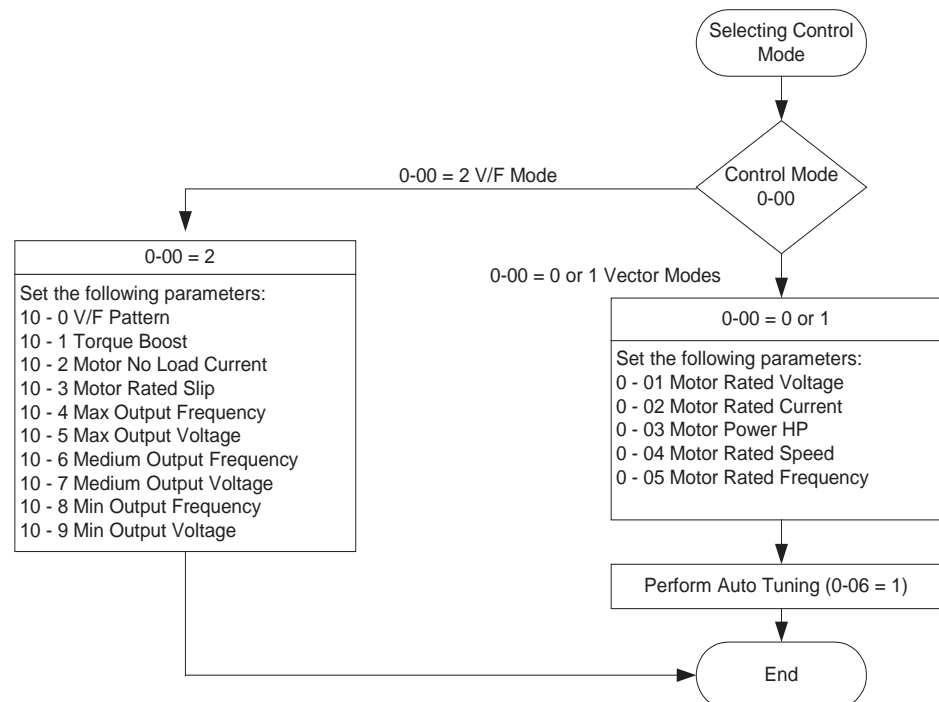 Selecting Control
Mode
Control Mode
0-00
0-00 = 2 V/F Mode
0-00 = 2
Set the following parameters:
10 - 0 V/F Pattern
10 - 1 Torque Boost
10 - 2 Motor No Load Current
10 - 3 Motor Rated Slip
10 - 4 Max Output Frequency
10 - 5 Max Output Voltage
10 - 6 Medium Output Frequency
10 - 7 Medium Output Voltage
10 - 8 Min Output Frequency
10 - 9 Min Output Voltage
0-00 = 0 or 1 Vector Modes
0-00 = 0 or 1
Set the following parameters:
0 - 01 Motor Rated Voltage
0 - 02 Motor Rated Current
0 - 03 Motor Power HP
0 - 04 Motor Rated Speed
0 - 05 Motor Rated Frequency
Perform Auto Tuning (0-06 = 1)
End